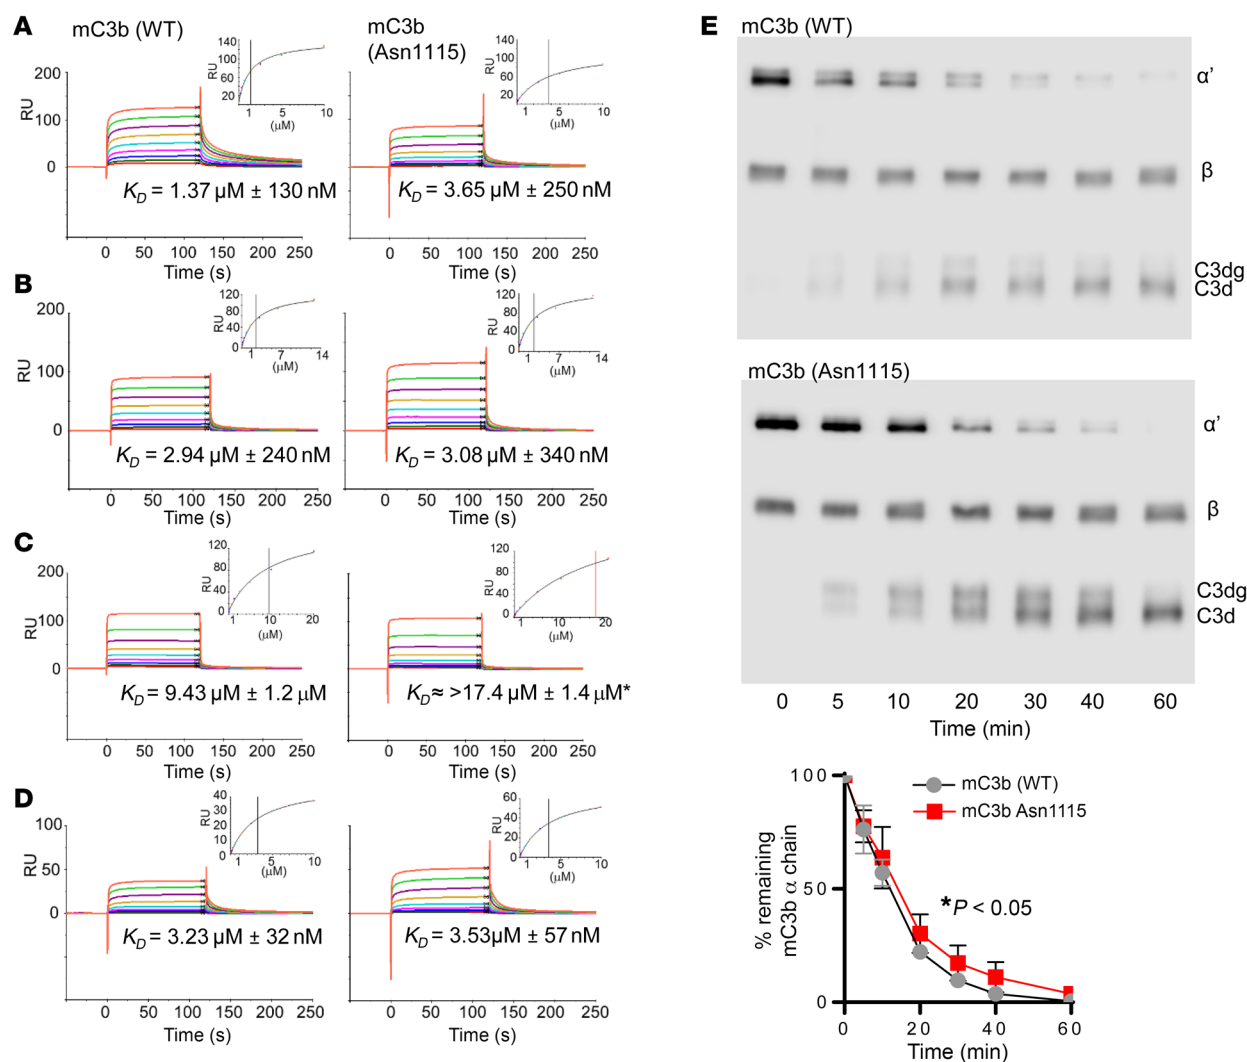 A
mC3b (WT)
mC3b
(Asn1115)
RU
140
100
60
20
1 5 10
(µM)
RU
140
100
60
20
1 5 10
(µM)
RU
200
100
0
K_D = 1.37 µM ± 130 nM
K_D = 3.65 µM ± 250 nM
0 50 100 150 200 250
0 50 100 150 200 250
Time (s)
Time (s)
B
RU
120
80
40
0
1 7 14
(µM)
RU
120
80
40
0
1 7 14
(µM)
RU
200
100
0
K_D = 2.94 µM ± 240 nM
K_D = 3.08 µM ± 340 nM
0 50 100 150 200 250
0 50 100 150 200 250
Time (s)
Time (s)
C
RU
120
80
40
0
1 10 20
(µM)
RU
120
80
40
0
1 10 20
(µM)
RU
200
100
0
K_D = 9.43 µM ± 1.2 µM
K_D ≈ >17.4 µM ± 1.4 µM*
0 50 100 150 200 250
0 50 100 150 200 250
Time (s)
Time (s)
D
RU
40
30
20
10
0
1 5 10
(µM)
RU
60
40
20
0
1 5 10
(µM)
RU
100
50
0
K_D = 3.23 µM ± 32 nM
K_D = 3.53µM ± 57 nM
0 50 100 150 200 250
0 50 100 150 200 250
Time (s)
Time (s)
E
mC3b (WT)
α’
β
C3dg
C3d
mC3b (Asn1115)
α’
β
C3dg
C3d
0 5 10 20 30 40 60
Time (min)
mC3b (WT)
mC3b Asn1115
% remaining
mC3b α chain
100
50
0
*P < 0.05
0 20 40 60
Time (min)